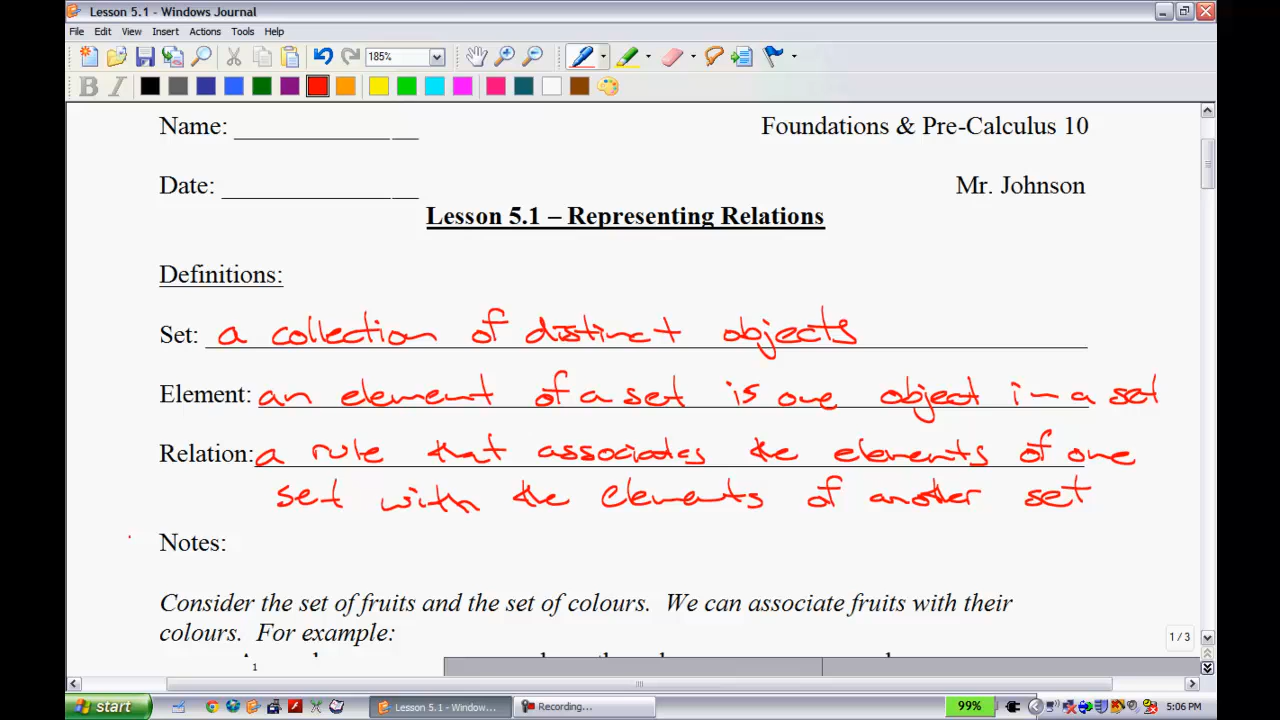 Lesson 5.1 - Windows Journal
File Edit View Insert Actions Tools Help
185%
B I
Name: Foundations & Pre-Calculus 10
Date: Mr. Johnson
Lesson 5.1 – Representing Relations
Definitions:
Set: a collection of distinct objects
Element: an element of a set is one object in a set
Relation: a rule that associates the elements of one
set with the elements of another set
Notes:
Consider the set of fruits and the set of colours. We can associate fruits with their
colours. For example:
1
1 / 3
start Lesson 5.1 - Window... Recording... 99% 5:06 PM